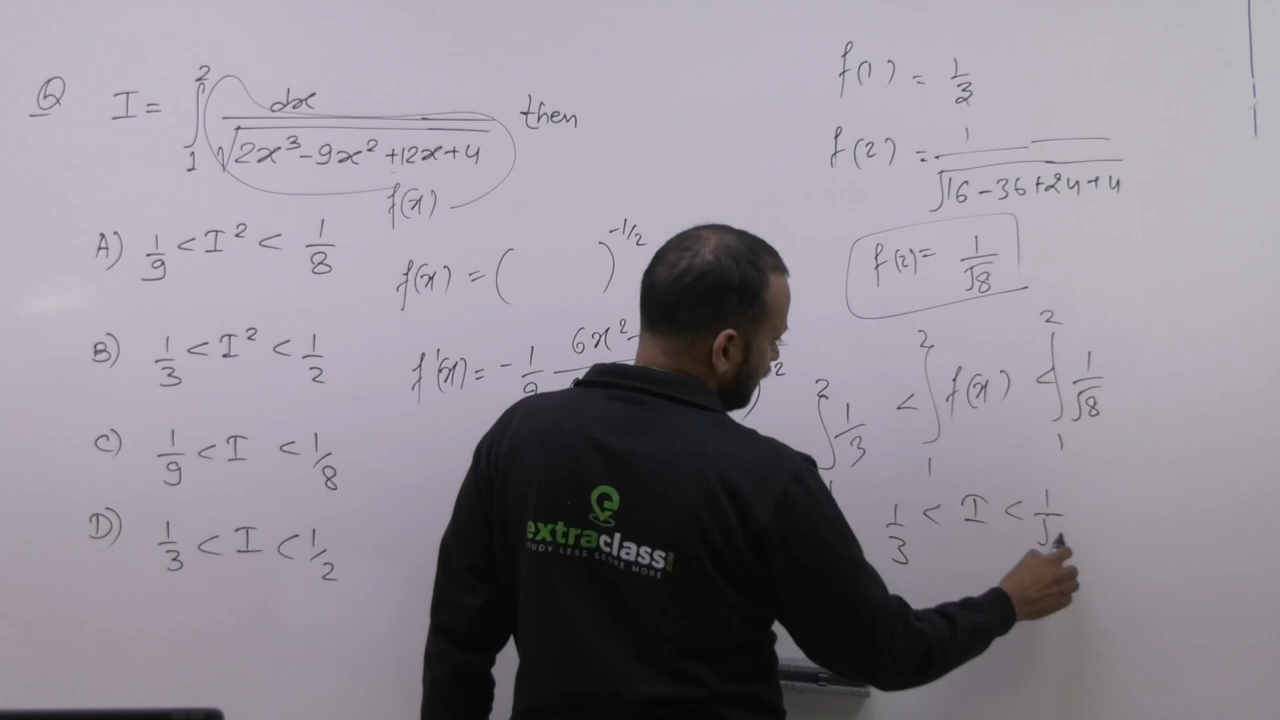 Q I = ∫₁² dx / √(2x³-9x²+12x+4) then
f(x)
A) 1/9 < I² < 1/8
B) 1/3 < I² < 1/2
C) 1/9 < I < 1/8
D) 1/3 < I < 1/2
f(x) = ( )^(-1/2)
f'(x) = - 6x²
f(1) = 1/3
f(2) = 1 / √(16-36+24+4)
f(2) = 1/√8
∫² 1/3 < ∫₁² f(x) < ∫₁² 1/√8
1/3 < I < 1/√
extraclass
STUDY LESS SCORE MORE